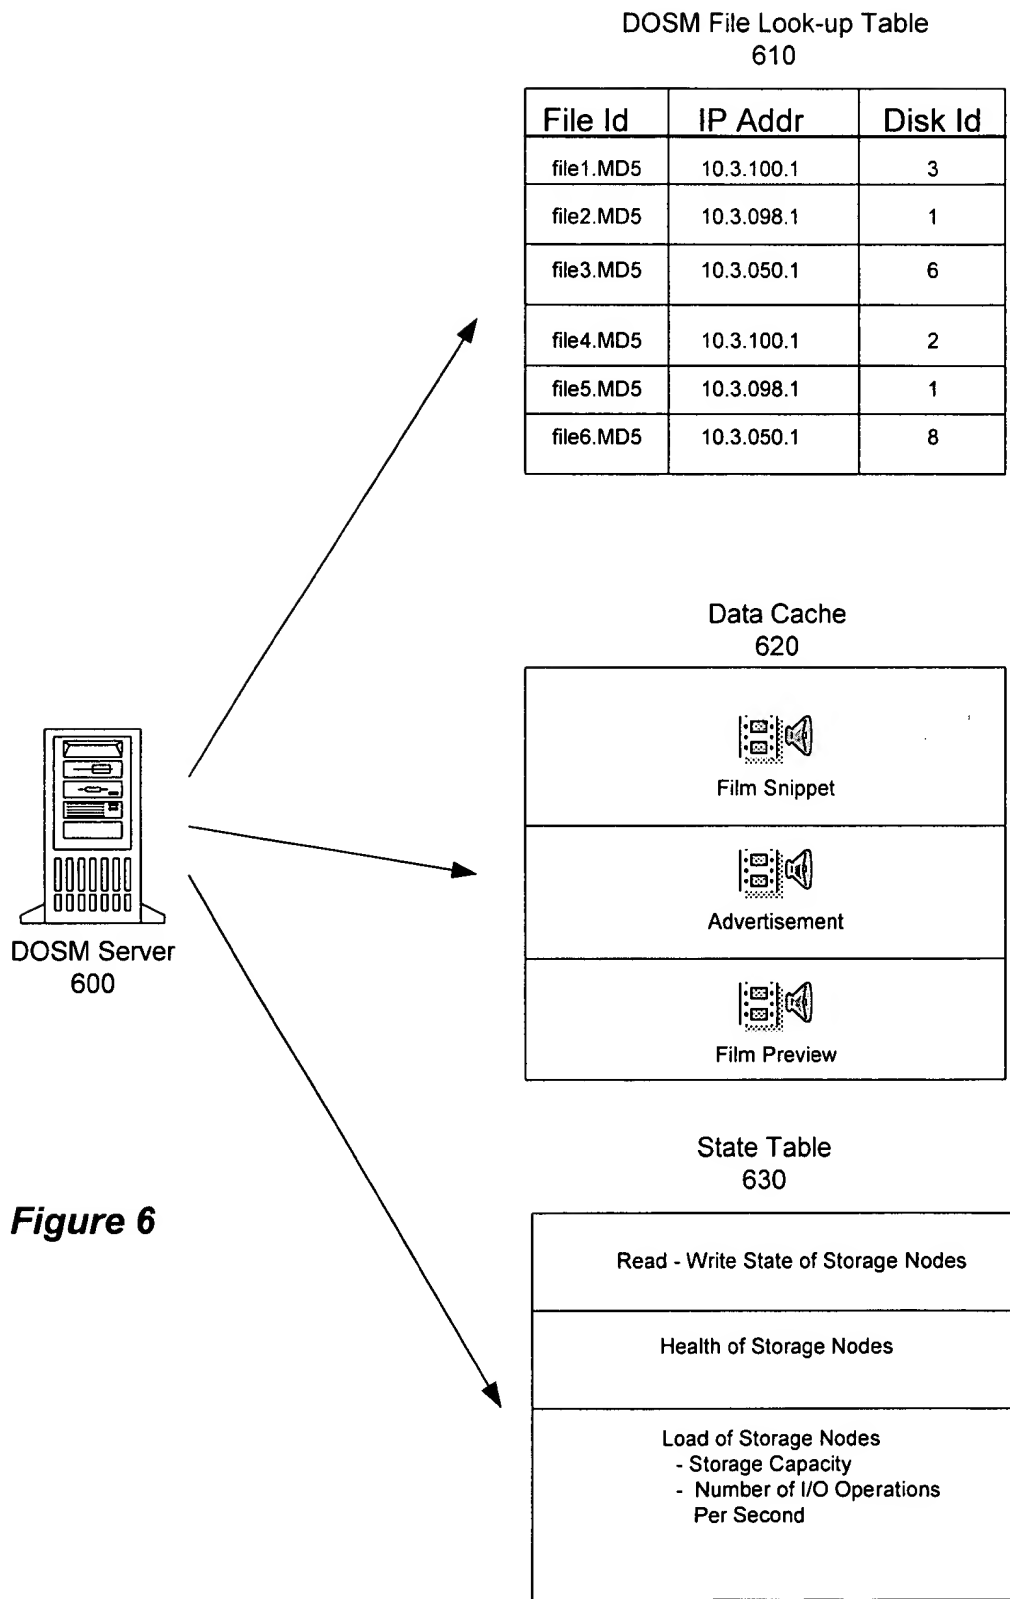 DOSM File Look-up Table
610
File Id IP Addr Disk Id
file1.MD5 10.3.100.1 3
file2.MD5 10.3.098.1 1
file3.MD5 10.3.050.1 6
file4.MD5 10.3.100.1 2
file5.MD5 10.3.098.1 1
file6.MD5 10.3.050.1 8
Data Cache
620
Film Snippet
Advertisement
Film Preview
DOSM Server
600
State Table
630
Read - Write State of Storage Nodes
Health of Storage Nodes
Load of Storage Nodes
- Storage Capacity
- Number of I/O Operations
Per Second
Figure 6